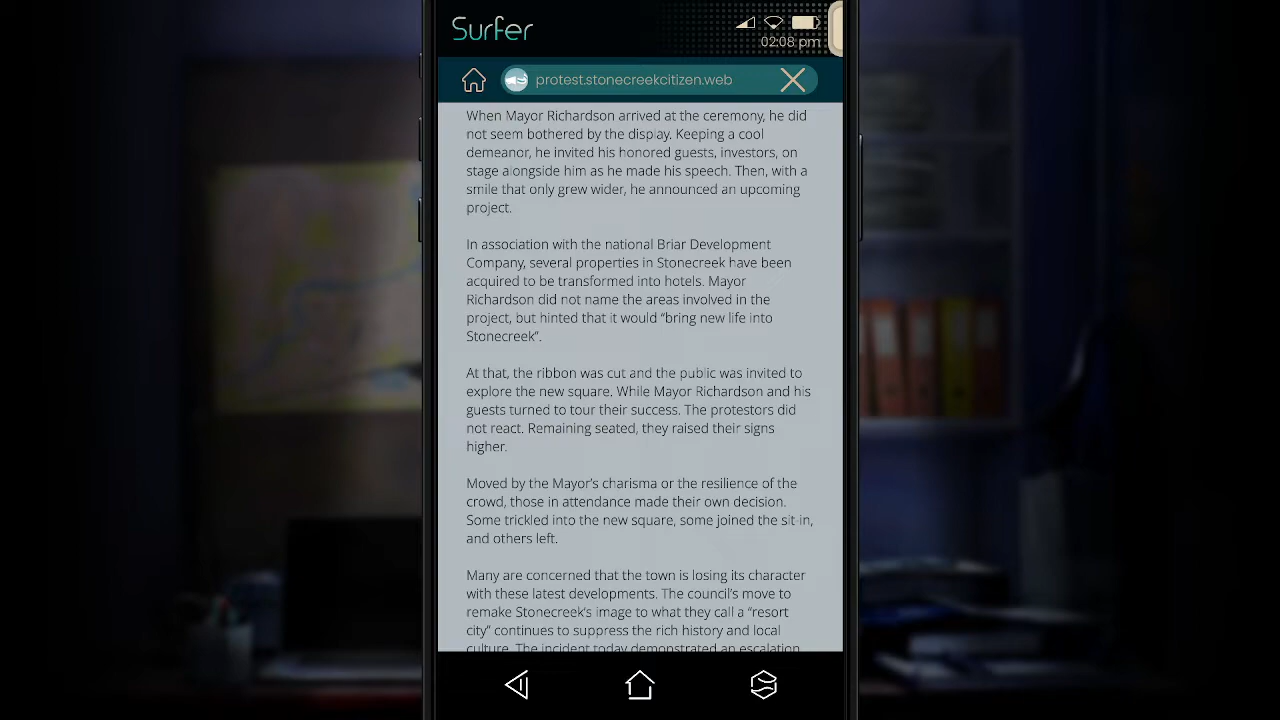 Surfer
02:08 pm
protest.stonecreekcitizen.web
When Mayor Richardson arrived at the ceremony, he did
not seem bothered by the display. Keeping a cool
demeanor, he invited his honored guests, investors, on
stage alongside him as he made his speech. Then, with a
smile that only grew wider, he announced an upcoming
project.
In association with the national Briar Development
Company, several properties in Stonecreek have been
acquired to be transformed into hotels. Mayor
Richardson did not name the areas involved in the
project, but hinted that it would “bring new life into
Stonecreek”.
At that, the ribbon was cut and the public was invited to
explore the new square. While Mayor Richardson and his
guests turned to tour their success. The protestors did
not react. Remaining seated, they raised their signs
higher.
Moved by the Mayor’s charisma or the resilience of the
crowd, those in attendance made their own decision.
Some trickled into the new square, some joined the sit-in,
and others left.
Many are concerned that the town is losing its character
with these latest developments. The council’s move to
remake Stonecreek’s image to what they call a “resort
city” continues to suppress the rich history and local
culture. The incident today demonstrated an escalation